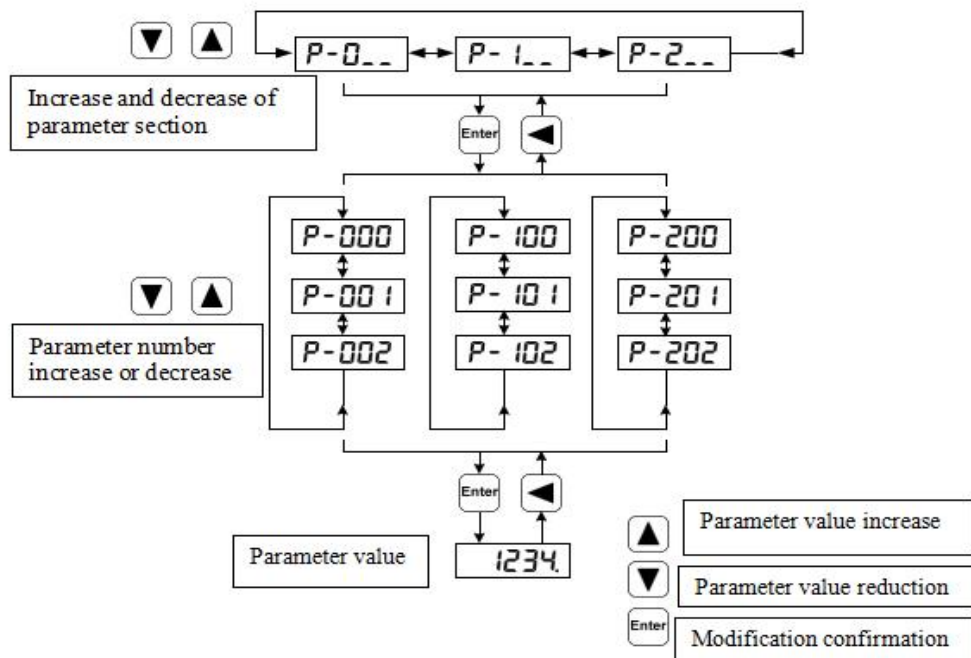 P-0__ P-1__ P-2__
Increase and decrease of
parameter section
Enter
P-000 P-100 P-200
P-001 P-101 P-201
P-002 P-102 P-202
Parameter number
increase or decrease
Enter
Parameter value
1234.
Parameter value increase
Parameter value reduction
Enter
Modification confirmation